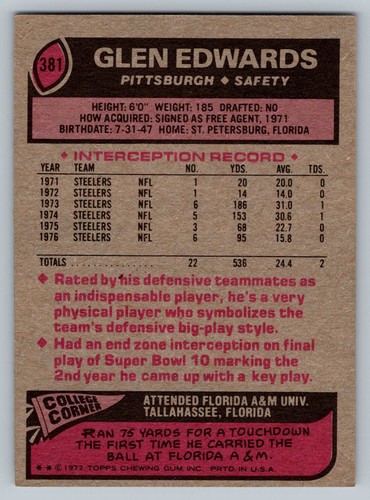 381
GLEN EDWARDS
PITTSBURGH ◆ SAFETY
HEIGHT: 6'0" WEIGHT: 185 DRAFTED: NO
HOW ACQUIRED: SIGNED AS FREE AGENT, 1971
BIRTHDATE: 7-31-47 HOME: ST. PETERSBURG, FLORIDA
◆ INTERCEPTION RECORD ◆
YEAR TEAM NO. YDS. AVG. TDS.
1971 STEELERS NFL 1 20 20.0 0
1972 STEELERS NFL 1 14 14.0 0
1973 STEELERS NFL 6 186 31.0 1
1974 STEELERS NFL 5 153 30.6 1
1975 STEELERS NFL 3 68 22.7 0
1976 STEELERS NFL 6 95 15.8 0
TOTALS 22 536 24.4 2
◆ Rated by his defensive teammates as
an indispensable player, he's a very
physical player who symbolizes the
team's defensive big-play style.
◆ Had an end zone interception on final
play of Super Bowl 10 marking the
2nd year he came up with a key play.
COLLEGE
CORNER
ATTENDED FLORIDA A&M UNIV.
TALLAHASSEE, FLORIDA
RAN 75 YARDS FOR A TOUCHDOWN
THE FIRST TIME HE CARRIED THE
BALL AT FLORIDA A & M.
** © 1977 TOPPS CHEWING GUM, INC. PRTD. IN U.S.A.